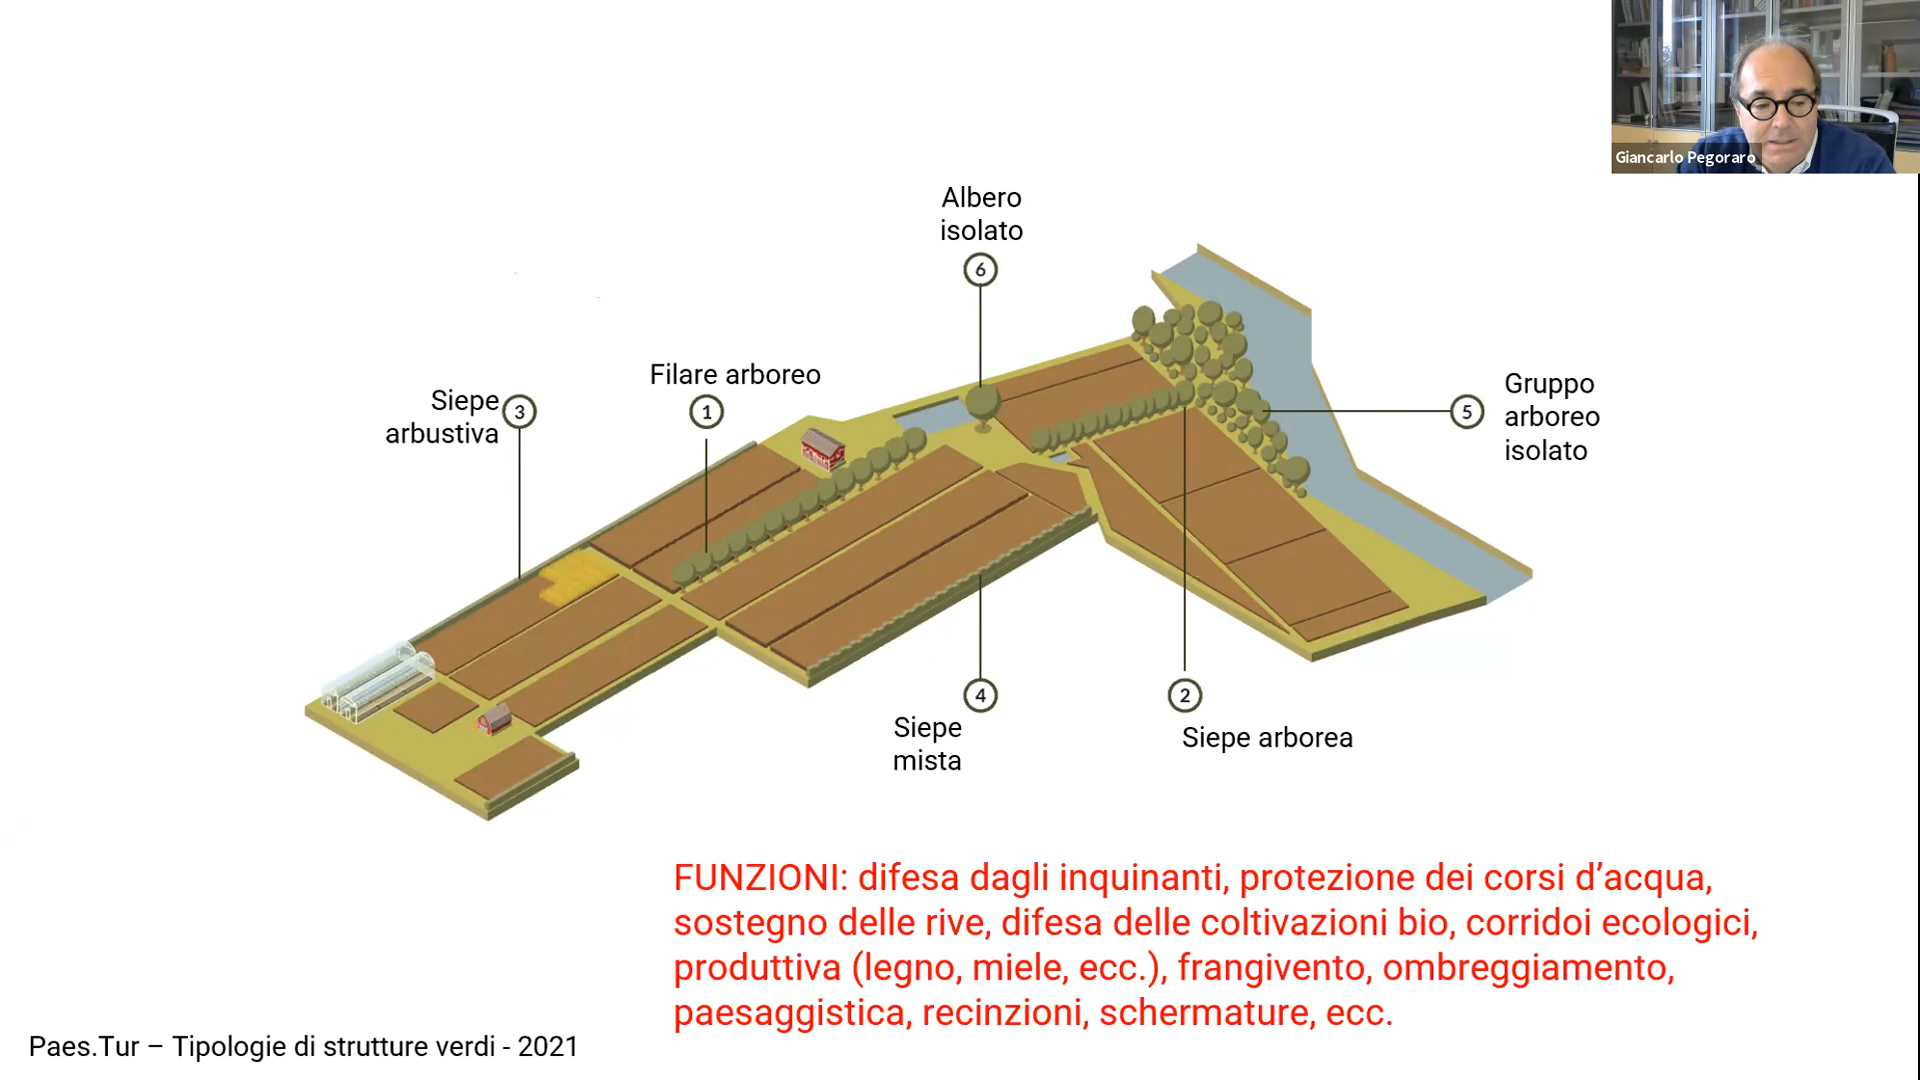 Giancarlo Pegoraro
Albero
isolato
6
Filare arboreo
1
Siepe
arbustiva
3
Gruppo
arboreo
isolato
5
4
Siepe
mista
2
Siepe arborea
FUNZIONI: difesa dagli inquinanti, protezione dei corsi d’acqua,
sostegno delle rive, difesa delle coltivazioni bio, corridoi ecologici,
produttiva (legno, miele, ecc.), frangivento, ombreggiamento,
paesaggistica, recinzioni, schermature, ecc.
Paes.Tur – Tipologie di strutture verdi - 2021